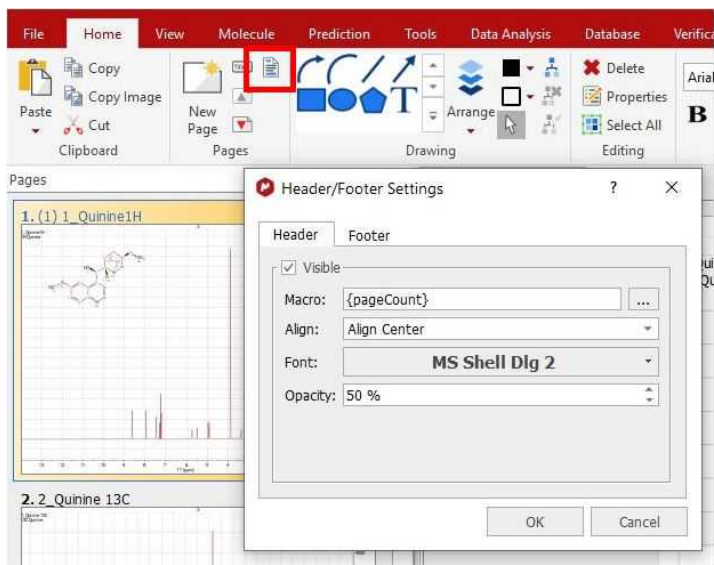 File Home View Molecule Prediction Tools Data Analysis Database Verifica
Copy
Copy Image
Cut
Paste
Clipboard
New
Page
Pages
T
Arrange
Drawing
Delete
Properties
Select All
Editing
Arial
B
Pages
1. (1) 1_Quinine1H
2. 2_Quinine 13C
Header/Footer Settings ? X
Header Footer
Visible
Macro: {pageCount} ...
Align: Align Center
Font: MS Shell Dlg 2
Opacity: 50 %
OK Cancel